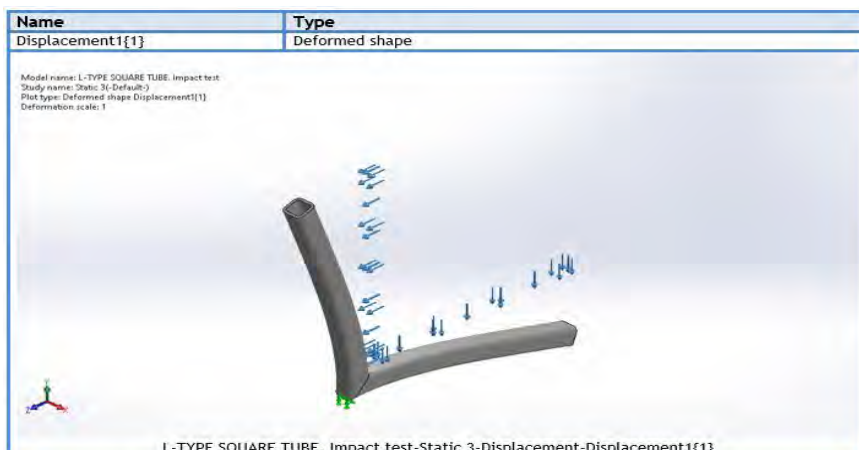 Name Type
Displacement1{1} Deformed shape
Model name: L-TYPE SQUARE TUBE. Impact test
Study name: Static 3(-Default-)
Plot type: Deformed shape Displacement1{1}
Deformation scale: 1
L-TYPE SQUARE TUBE. Impact test-Static 3-Displacement-Displacement1{1}